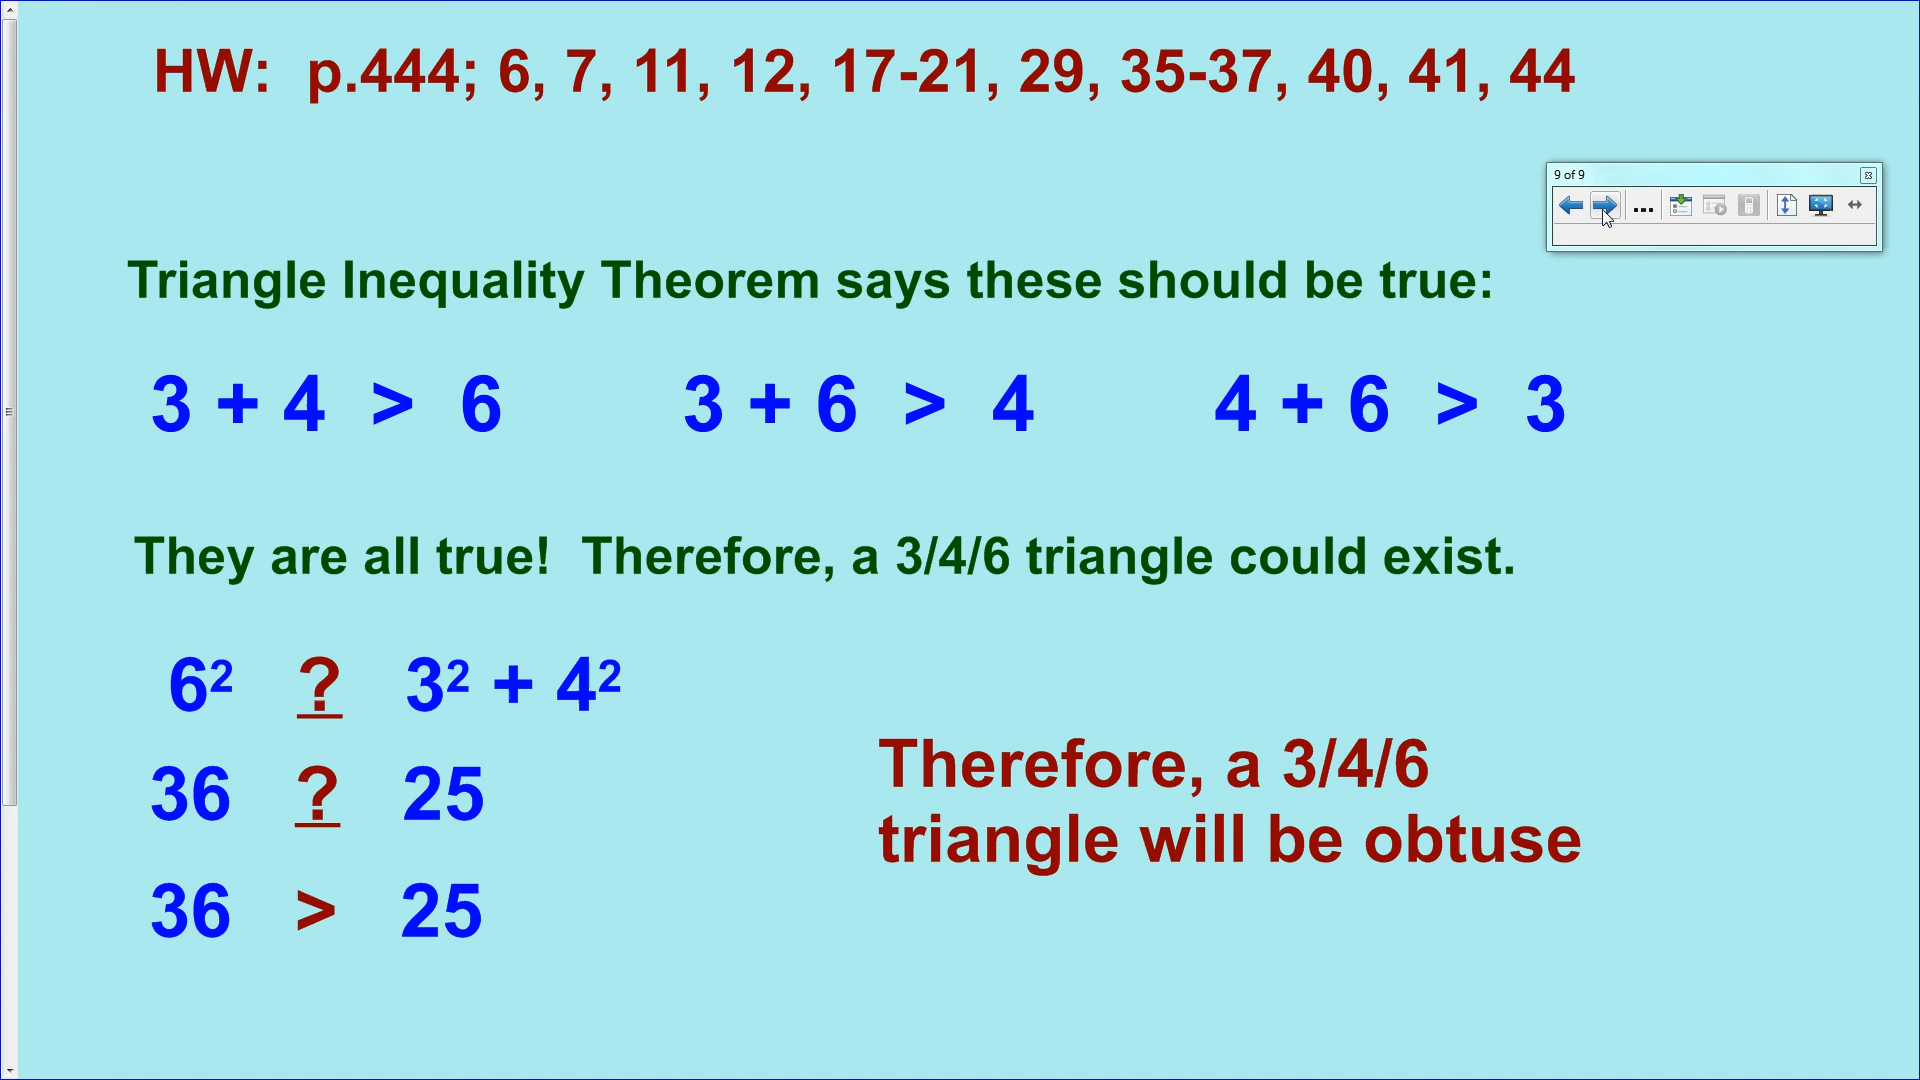 HW: p.444; 6, 7, 11, 12, 17-21, 29, 35-37, 40, 41, 44
9 of 9
Triangle Inequality Theorem says these should be true:
3 + 4 > 6 3 + 6 > 4 4 + 6 > 3
They are all true! Therefore, a 3/4/6 triangle could exist.
6² ? 3² + 4²
36 ? 25
36 > 25
Therefore, a 3/4/6
triangle will be obtuse